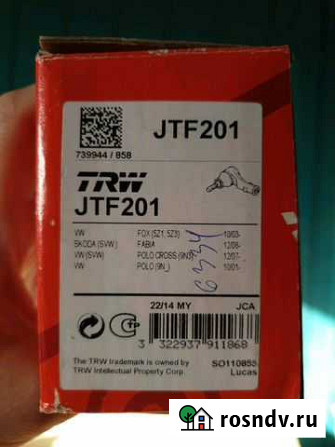 JTF201
739944 / 858
TRW
JTF201
VW FOX (5Z1, 5Z3) 10/03-
SKODA (SVW) FABIA 12/06-
VW (SVW) POLO CROSS (9N3) 12/07-
VW POLO (9N_) 10/01-
6334
22/14 MY JCA
3 322937 911868
The TRW trademark is owned by
TRW Intellectual Property Corp.
SO110855
Lucas
rosndv.ru